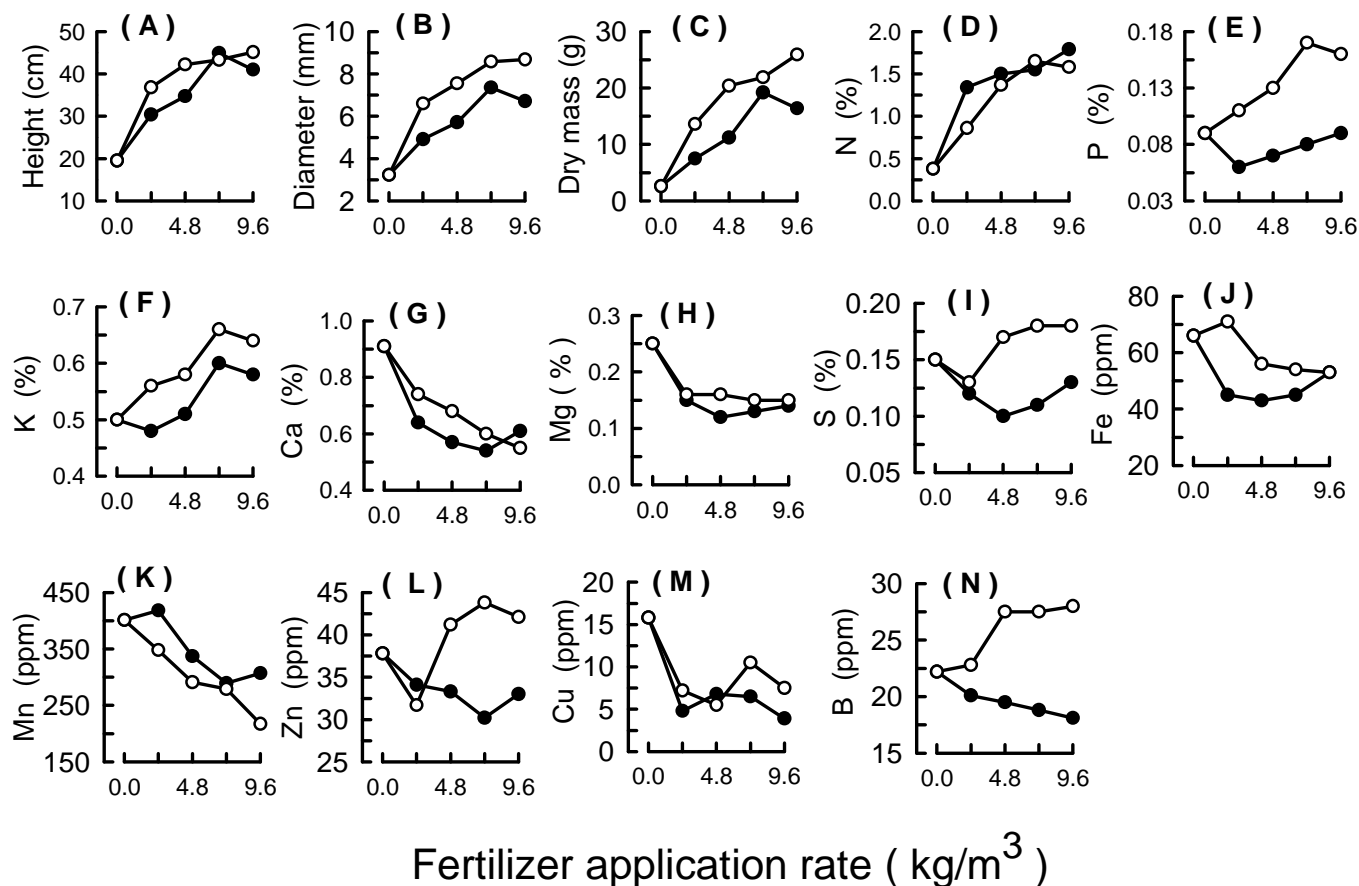 ( A )
Height (cm)
50
40
30
20
10
0.0 4.8 9.6
( B )
Diameter (mm)
10
8
6
4
2
0.0 4.8 9.6
( C )
Dry mass (g)
30
20
10
0
0.0 4.8 9.6
( D )
N (%)
2.0
1.5
1.0
0.5
0.0
0.0 4.8 9.6
( E )
P (%)
0.18
0.13
0.08
0.03
0.0 4.8 9.6
( F )
K (%)
0.7
0.6
0.5
0.4
0.0 4.8 9.6
( G )
Ca (%)
1.0
0.8
0.6
0.4
0.0 4.8 9.6
( H )
Mg ( % )
0.3
0.2
0.1
0.0
0.0 4.8 9.6
( I )
S (%)
0.20
0.15
0.10
0.05
0.0 4.8 9.6
( J )
Fe (ppm)
80
60
40
20
0.0 4.8 9.6
( K )
Mn (ppm)
450
350
250
150
0.0 4.8 9.6
( L )
Zn (ppm)
45
40
35
30
25
0.0 4.8 9.6
( M )
Cu (ppm)
20
15
10
5
0
0.0 4.8 9.6
( N )
B (ppm)
30
25
20
15
0.0 4.8 9.6
Fertilizer application rate ( kg/m³ )